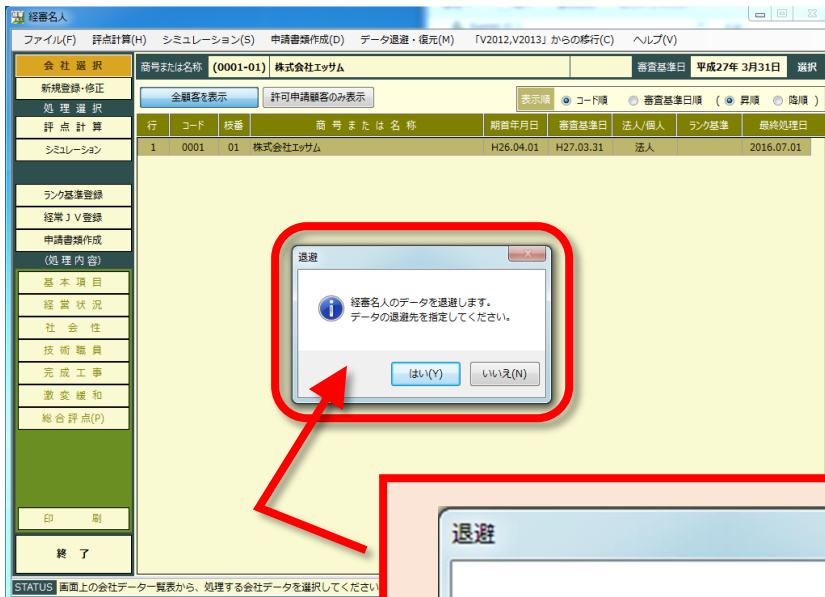 経審名人
ファイル(F) 評点計算(H) シミュレーション(S) 申請書類作成(D) データ退避・復元(M) 「V2012,V2013」からの移行(C) ヘルプ(V)
会社選択
商号または名称 (0001-01) 株式会社エッサム 審査基準日 平成27年 3月31日 選択
新規登録・修正
全顧客を表示 許可申請顧客のみ表示 表示順 コード順 審査基準日順 ( 昇順 降順 )
処理選択
評点計算
行 コード 枝番 商号または名称 期首年月日 審査基準日 法人/個人 ランク基準 最終処理日
シミュレーション
1 0001 01 株式会社エッサム H26.04.01 H27.03.31 法人 2016.07.01
ランク基準登録
経常JV登録
申請書類作成
(処理内容)
基本項目
経営状況
社会性
技術職員
完成工事
激変緩和
総合評点(P)
印刷
終了
退避
経審名人のデータを退避します。
データの退避先を指定してください。
はい(Y) いいえ(N)
退避
STATUS 画面上の会社データ一覧表から、処理する会社データを選択してください